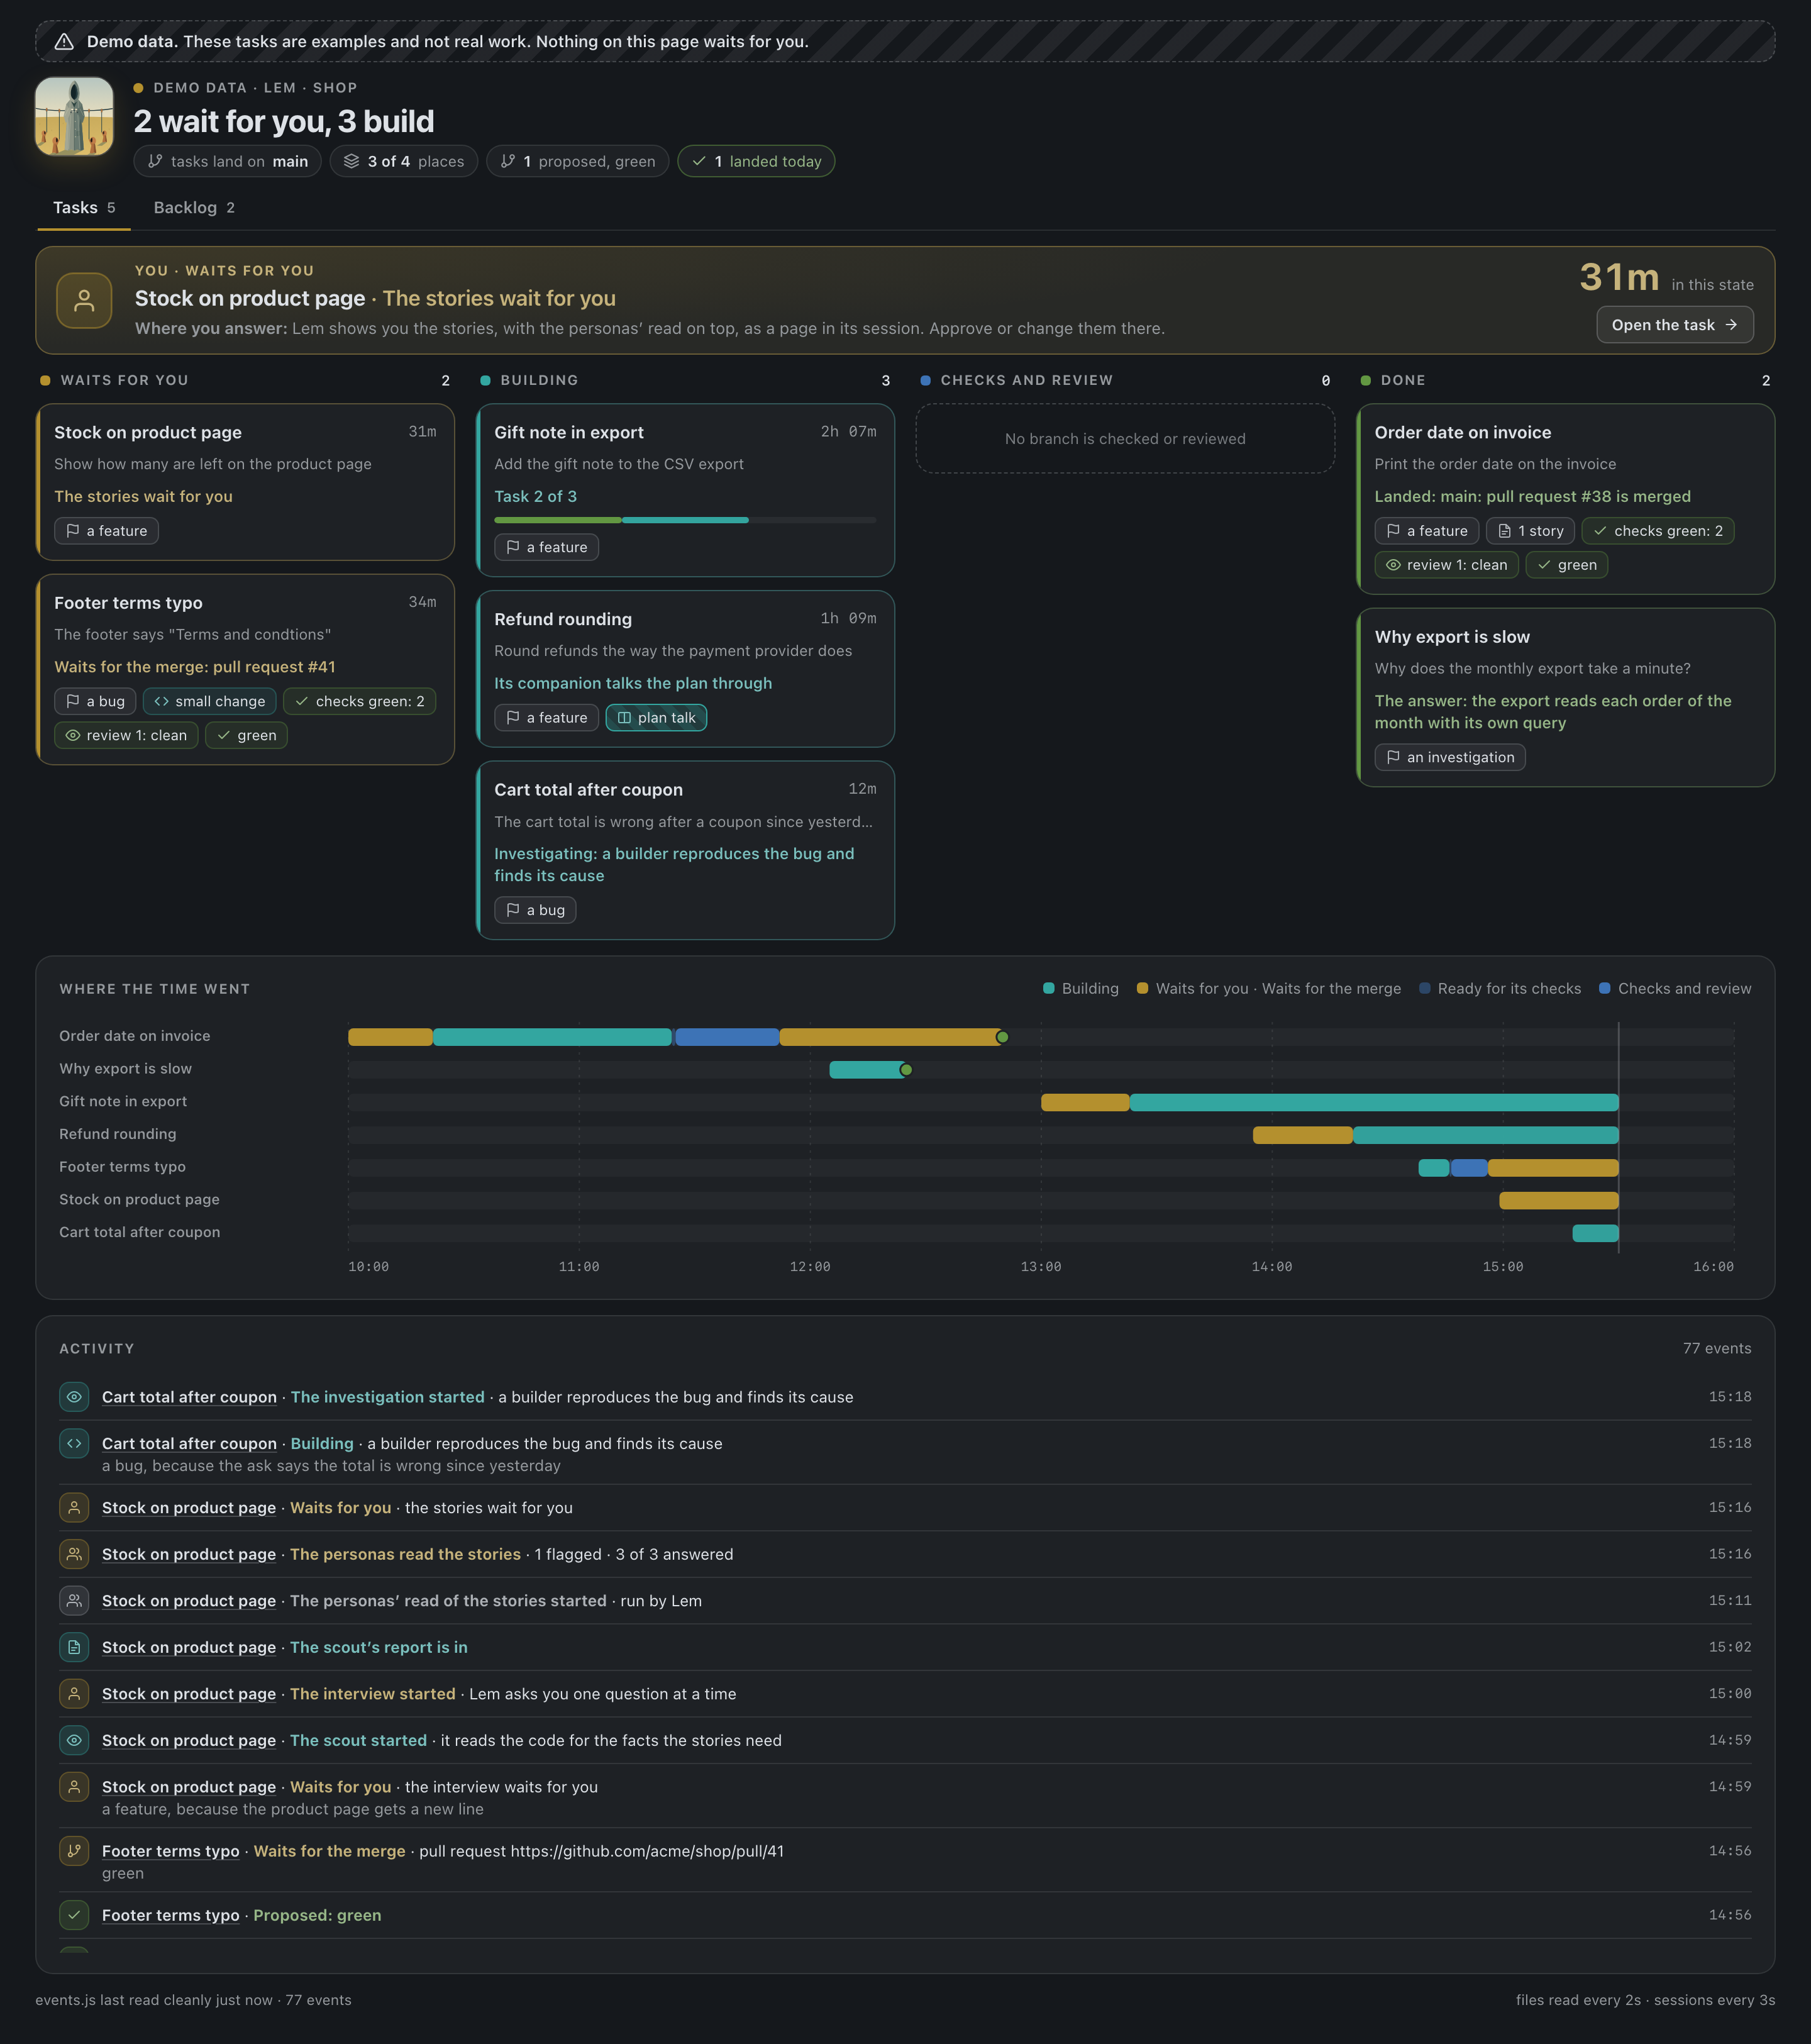 Demo data. These tasks are examples and not real work. Nothing on this page waits for you.
DEMO DATA · LEM · SHOP
2 wait for you, 3 build
tasks land on main
3 of 4 places
1 proposed, green
1 landed today
Tasks 5
Backlog 2
YOU · WAITS FOR YOU
Stock on product page · The stories wait for you
Where you answer: Lem shows you the stories, with the personas’ read on top, as a page in its session. Approve or change them there.
31m in this state
Open the task
WAITS FOR YOU 2
Stock on product page 31m
Show how many are left on the product page
The stories wait for you
a feature
Footer terms typo 34m
The footer says "Terms and condtions"
Waits for the merge: pull request #41
a bug
small change
checks green: 2
review 1: clean
green
BUILDING 3
Gift note in export 2h 07m
Add the gift note to the CSV export
Task 2 of 3
a feature
Refund rounding 1h 09m
Round refunds the way the payment provider does
Its companion talks the plan through
a feature
plan talk
Cart total after coupon 12m
The cart total is wrong after a coupon since yesterd…
Investigating: a builder reproduces the bug and
finds its cause
a bug
CHECKS AND REVIEW 0
No branch is checked or reviewed
DONE 2
Order date on invoice
Print the order date on the invoice
Landed: main: pull request #38 is merged
a feature
1 story
checks green: 2
review 1: clean
green
Why export is slow
Why does the monthly export take a minute?
The answer: the export reads each order of the
month with its own query
an investigation
WHERE THE TIME WENT
Building
Waits for you · Waits for the merge
Ready for its checks
Checks and review
Order date on invoice
Why export is slow
Gift note in export
Refund rounding
Footer terms typo
Stock on product page
Cart total after coupon
10:00 11:00 12:00 13:00 14:00 15:00 16:00
ACTIVITY 77 events
Cart total after coupon · The investigation started · a builder reproduces the bug and finds its cause 15:18
Cart total after coupon · Building · a builder reproduces the bug and finds its cause 15:18
a bug, because the ask says the total is wrong since yesterday
Stock on product page · Waits for you · the stories wait for you 15:16
Stock on product page · The personas read the stories · 1 flagged · 3 of 3 answered 15:16
Stock on product page · The personas’ read of the stories started · run by Lem 15:11
Stock on product page · The scout’s report is in 15:02
Stock on product page · The interview started · Lem asks you one question at a time 15:00
Stock on product page · The scout started · it reads the code for the facts the stories need 14:59
Stock on product page · Waits for you · the interview waits for you 14:59
a feature, because the product page gets a new line
Footer terms typo · Waits for the merge · pull request https://github.com/acme/shop/pull/41 14:56
green
Footer terms typo · Proposed: green 14:56
events.js last read cleanly just now · 77 events
files read every 2s · sessions every 3s